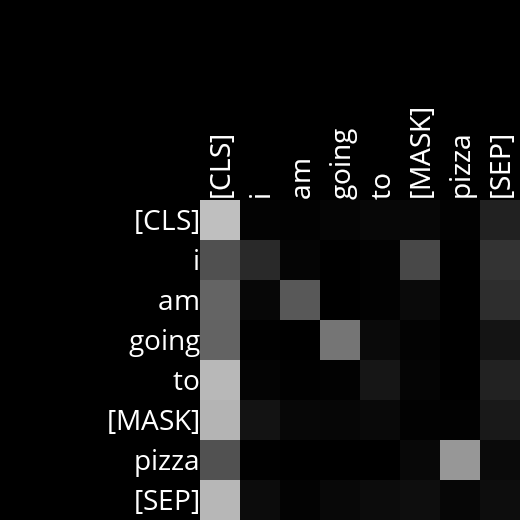 [CLS] i am going to [MASK] pizza [SEP]
[CLS]
i
am
going
to
[MASK]
pizza
[SEP]